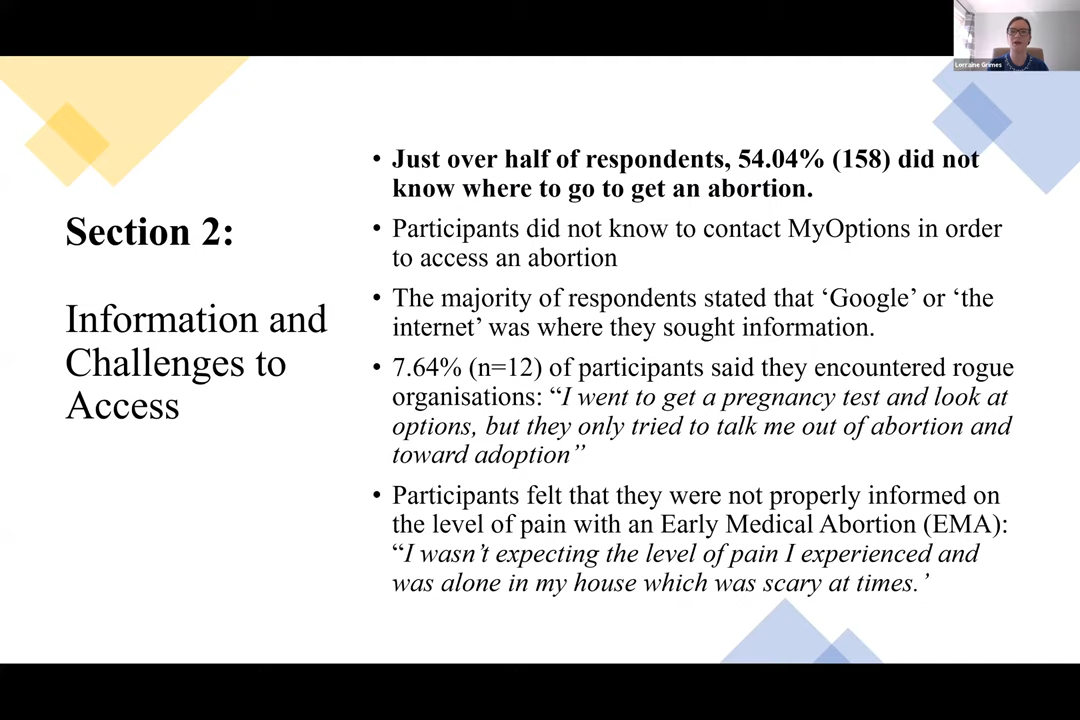 Lorraine Grimes
Section 2:
Information and
Challenges to
Access
• Just over half of respondents, 54.04% (158) did not
know where to go to get an abortion.
• Participants did not know to contact MyOptions in order
to access an abortion
• The majority of respondents stated that ‘Google’ or ‘the
internet’ was where they sought information.
• 7.64% (n=12) of participants said they encountered rogue
organisations: “I went to get a pregnancy test and look at
options, but they only tried to talk me out of abortion and
toward adoption”
• Participants felt that they were not properly informed on
the level of pain with an Early Medical Abortion (EMA):
“I wasn’t expecting the level of pain I experienced and
was alone in my house which was scary at times.’